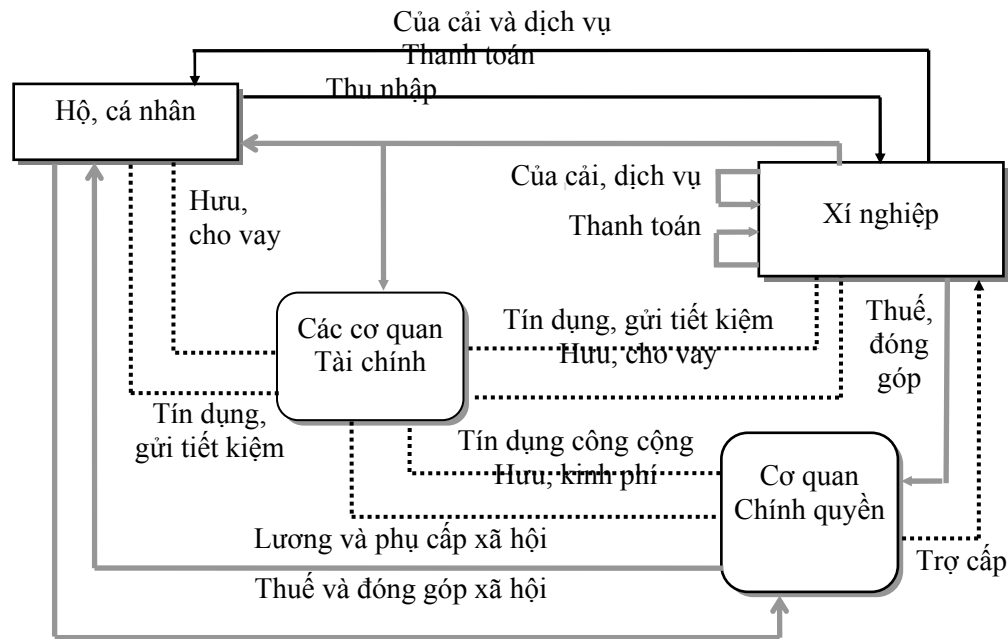 Của cải và dịch vụ
Thanh toán
Thu nhập
Hộ, cá nhân
Của cải, dịch vụ
Thanh toán
Xí nghiệp
Hưu,
cho vay
Các cơ quan
Tài chính
Tín dụng, gửi tiết kiệm
Hưu, cho vay
Thuế,
đóng
góp
Tín dụng,
gửi tiết kiệm
Tín dụng công cộng
Hưu, kinh phí
Cơ quan
Chính quyền
Lương và phụ cấp xã hội
Trợ cấp
Thuế và đóng góp xã hội